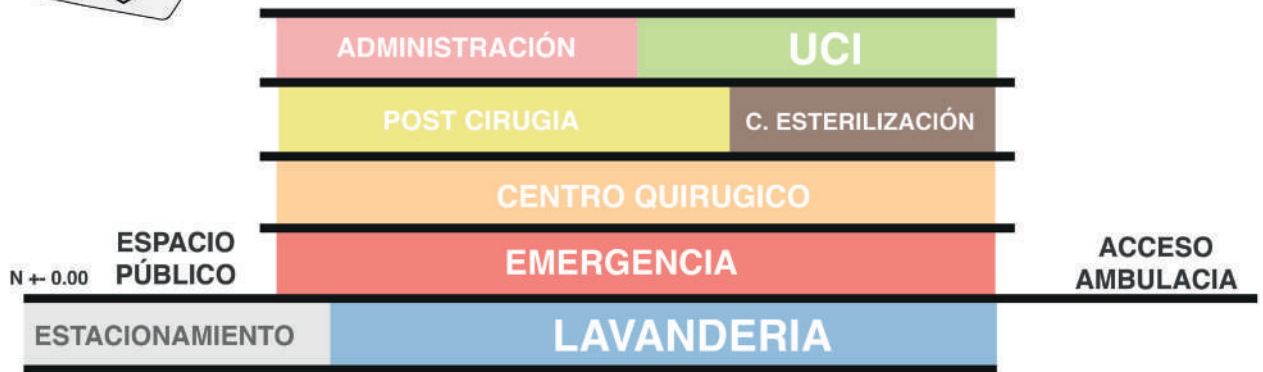 ADMINISTRACIÓN UCI
POST CIRUGIA C. ESTERILIZACIÓN
CENTRO QUIRUGICO
ESPACIO
PÚBLICO
N +- 0.00
EMERGENCIA
ACCESO
AMBULACIA
ESTACIONAMIENTO LAVANDERIA